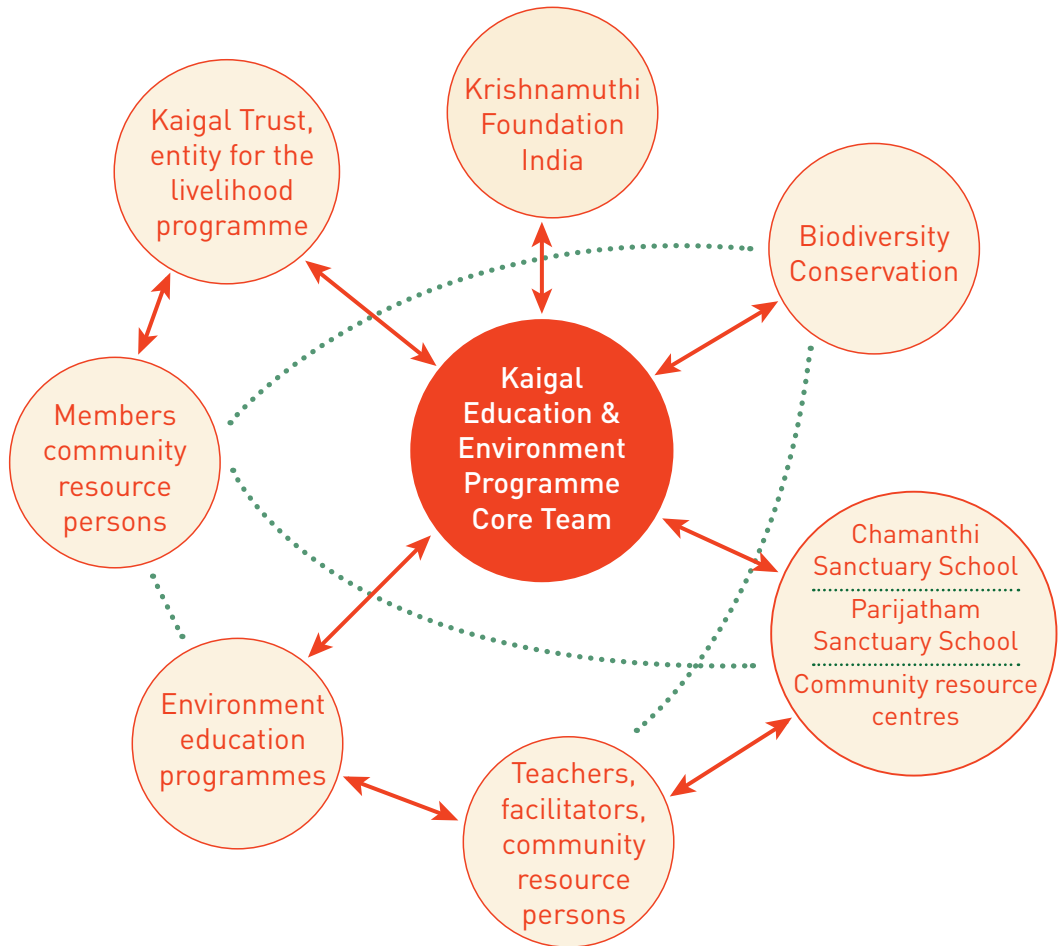 Krishnamuthi
Foundation
India
Kaigal Trust,
entity for the
livelihood
programme
Biodiversity
Conservation
Kaigal
Education &
Environment
Programme
Core Team
Members
community
resource
persons
Chamanthi
Sanctuary School
Parijatham
Sanctuary School
Community resource
centres
Environment
education
programmes
Teachers,
facilitators,
community
resource
persons